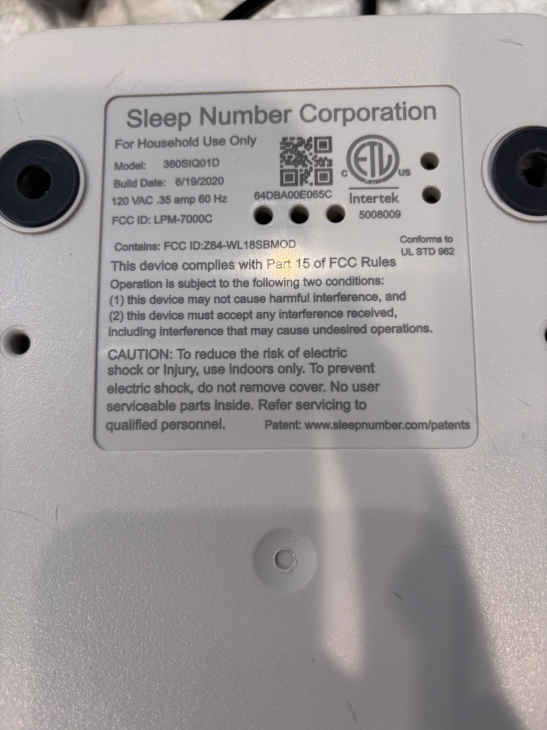 Sleep Number Corporation
For Household Use Only
Model: 360SIQ01D
Build Date: 6/19/2020
120 VAC .35 amp 60 Hz
FCC ID: LPM-7000C
64DBA00E065C
ETL
C US
Intertek
5008009
Contains: FCC ID:Z64-WL18SBMOD
Conforms to
UL STD 962
This device complies with Part 15 of FCC Rules
Operation is subject to the following two conditions:
(1) this device may not cause harmful interference, and
(2) this device must accept any interference received,
including interference that may cause undesired operations.
CAUTION: To reduce the risk of electric
shock or Injury, use indoors only. To prevent
electric shock, do not remove cover. No user
serviceable parts inside. Refer servicing to
qualified personnel.
Patent: www.sleepnumber.com/patents